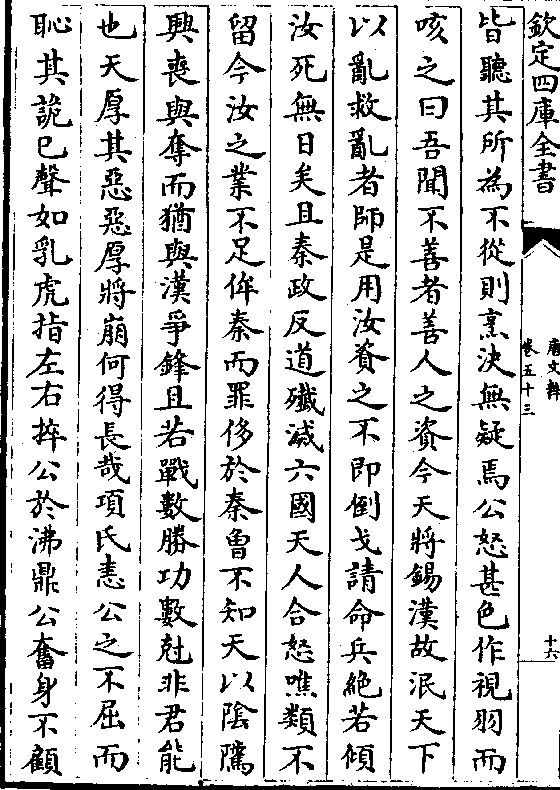 欽定四庫全書
唐文粹
卷五十三
十六
皆聽其所為不從則烹決無疑焉公怒甚色作視羽而
咳之曰吾聞不善者善人之資今天將錫漢故泯天下
以亂救亂者師是用汝資之不即倒戈請命兵絶若傾
汝死無日矣且秦政反道殲滅六國天人合怒噍類不
留今汝之業不足侔秦而罪侈於秦曾不知天以隂隲
興喪與奪而猶與漢爭鋒且若戰數勝功數尅非君能
也天厚其惡惡厚將崩何得長哉項氏恚公之不屈而
恥其詭已聲如乳虎指左右捽公於沸鼎公奮身不顧